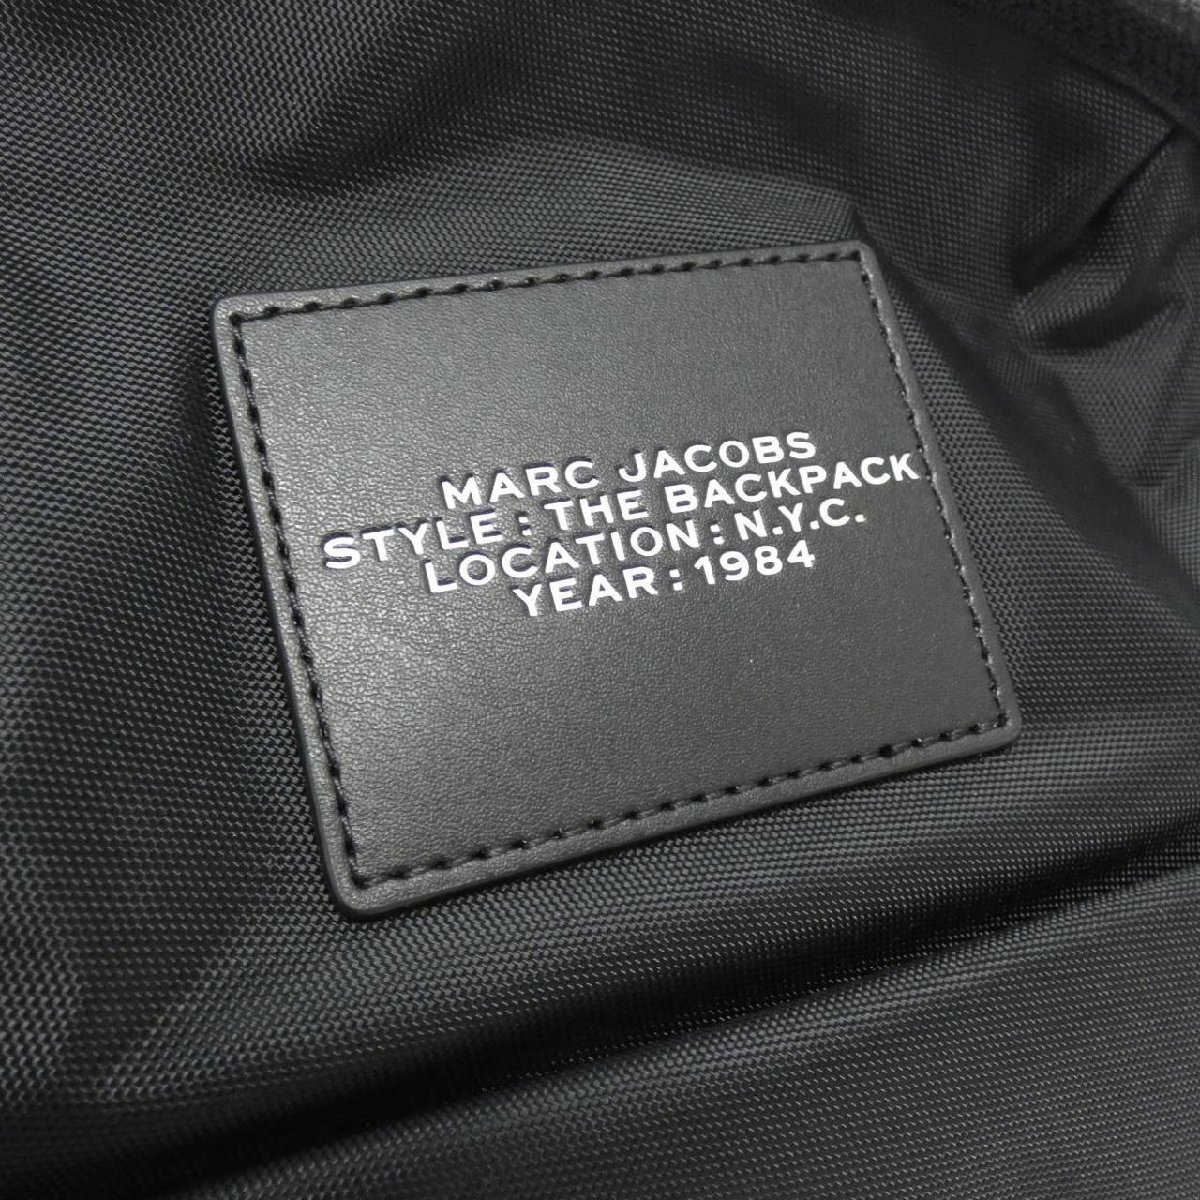 MARC JACOBS
STYLE : THE BACKPACK
LOCATION : N.Y.C.
YEAR : 1984